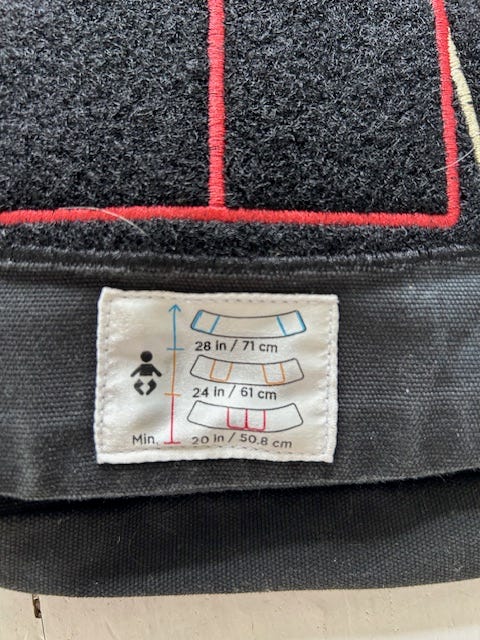 28 in / 71 cm
24 in / 61 cm
Min. 20 in / 50.8 cm